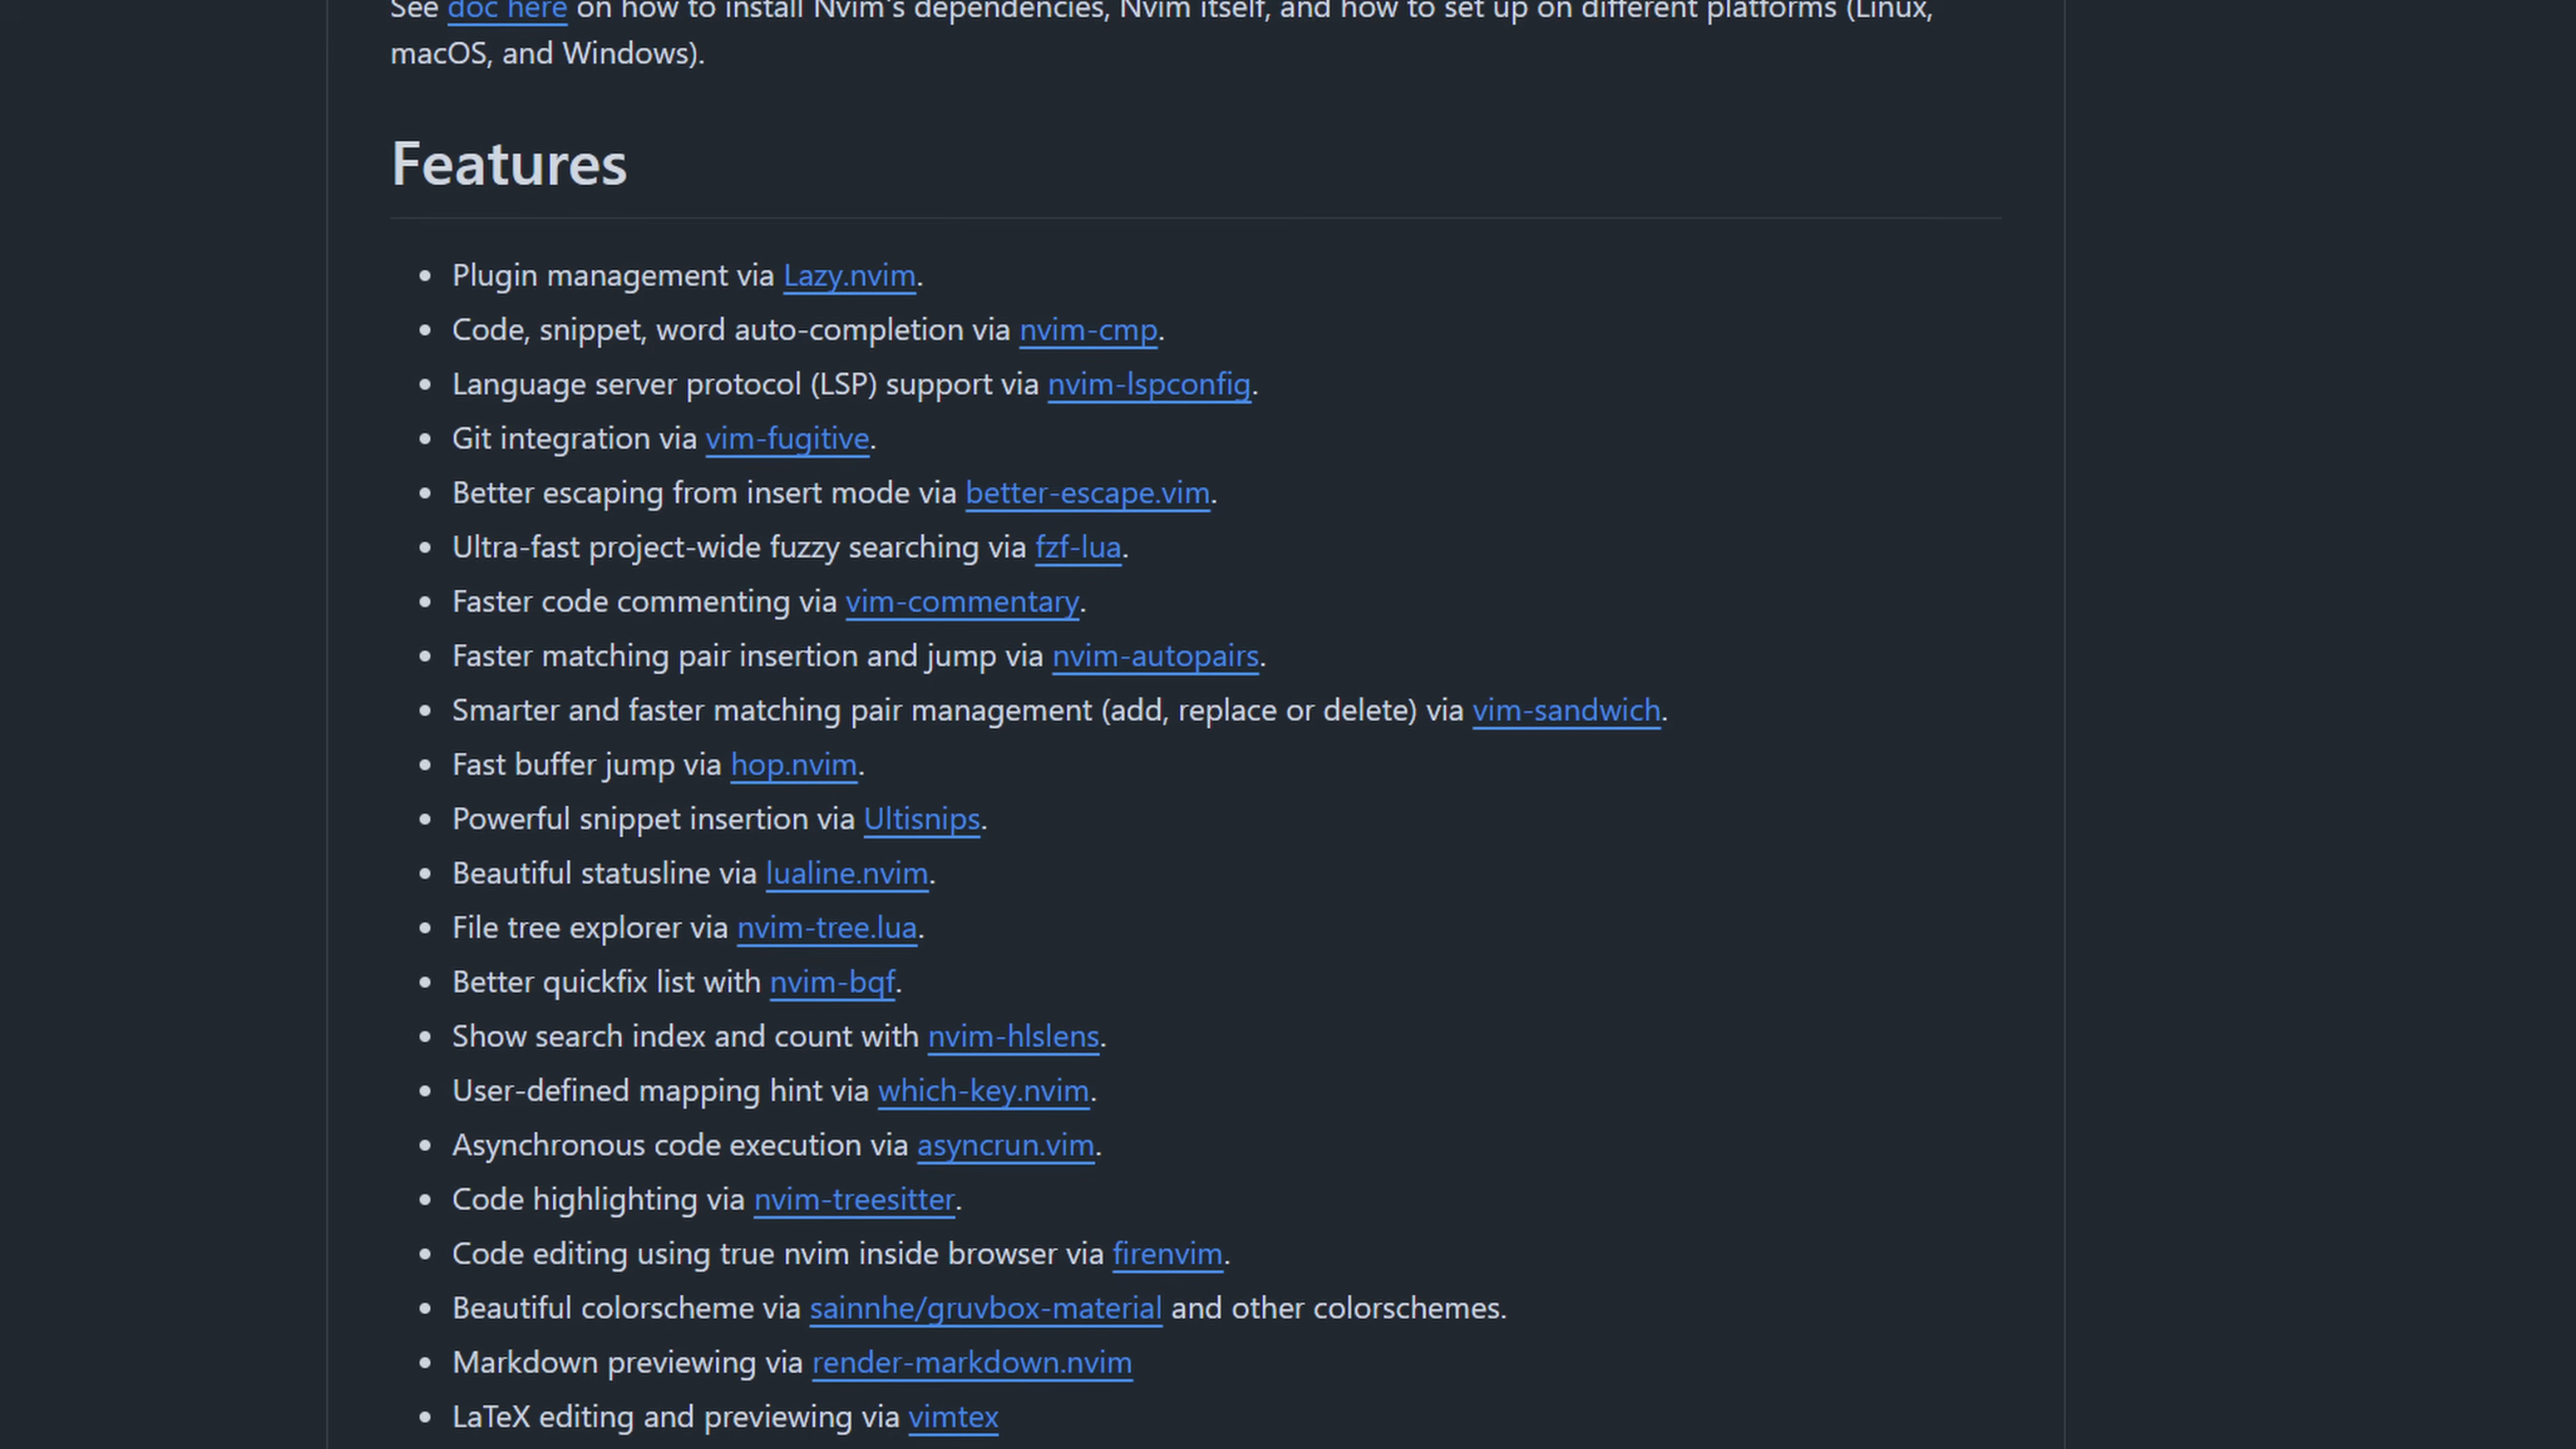 See doc here on how to install Nvim's dependencies, Nvim itself, and how to set up on different platforms (Linux,
macOS, and Windows).
Features
Plugin management via Lazy.nvim.
Code, snippet, word auto-completion via nvim-cmp.
Language server protocol (LSP) support via nvim-lspconfig.
Git integration via vim-fugitive.
Better escaping from insert mode via better-escape.vim.
Ultra-fast project-wide fuzzy searching via fzf-lua.
Faster code commenting via vim-commentary.
Faster matching pair insertion and jump via nvim-autopairs.
Smarter and faster matching pair management (add, replace or delete) via vim-sandwich.
Fast buffer jump via hop.nvim.
Powerful snippet insertion via Ultisnips.
Beautiful statusline via lualine.nvim.
File tree explorer via nvim-tree.lua.
Better quickfix list with nvim-bqf.
Show search index and count with nvim-hlslens.
User-defined mapping hint via which-key.nvim.
Asynchronous code execution via asyncrun.vim.
Code highlighting via nvim-treesitter.
Code editing using true nvim inside browser via firenvim.
Beautiful colorscheme via sainnhe/gruvbox-material and other colorschemes.
Markdown previewing via render-markdown.nvim
LaTeX editing and previewing via vimtex